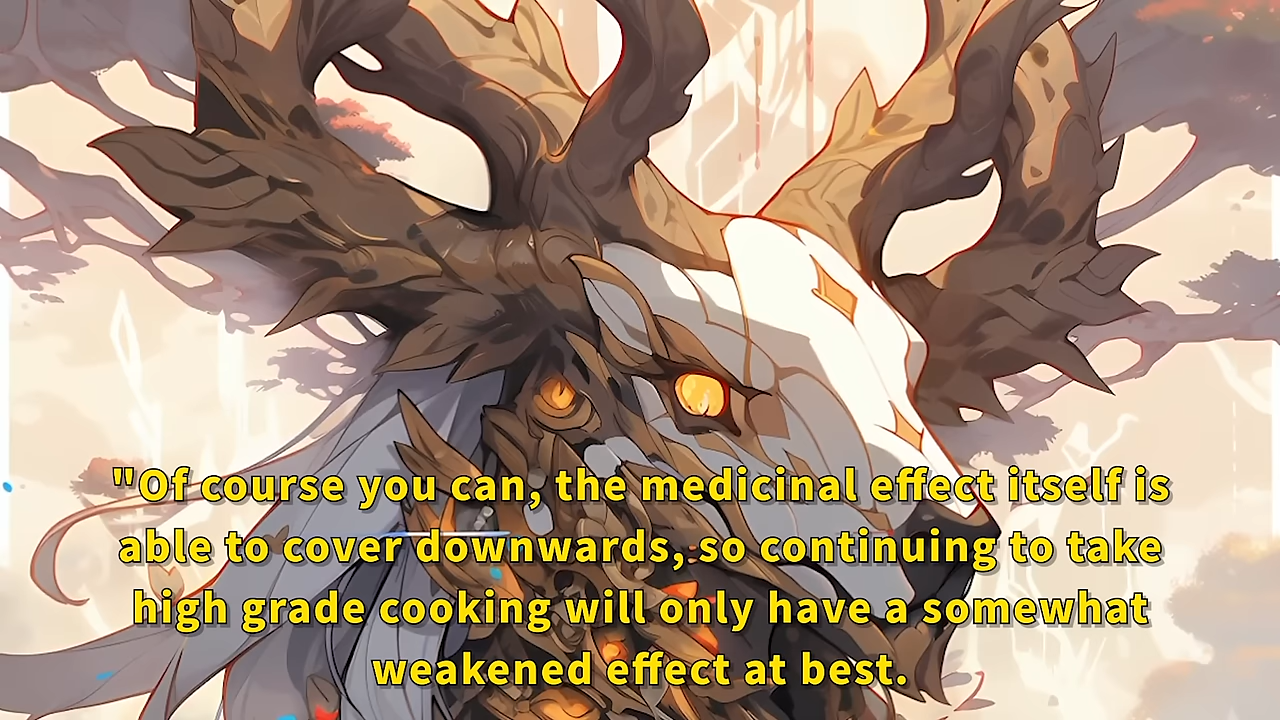 "Of course you can, the medicinal effect itself is
able to cover downwards, so continuing to take
high grade cooking will only have a somewhat
weakened effect at best.